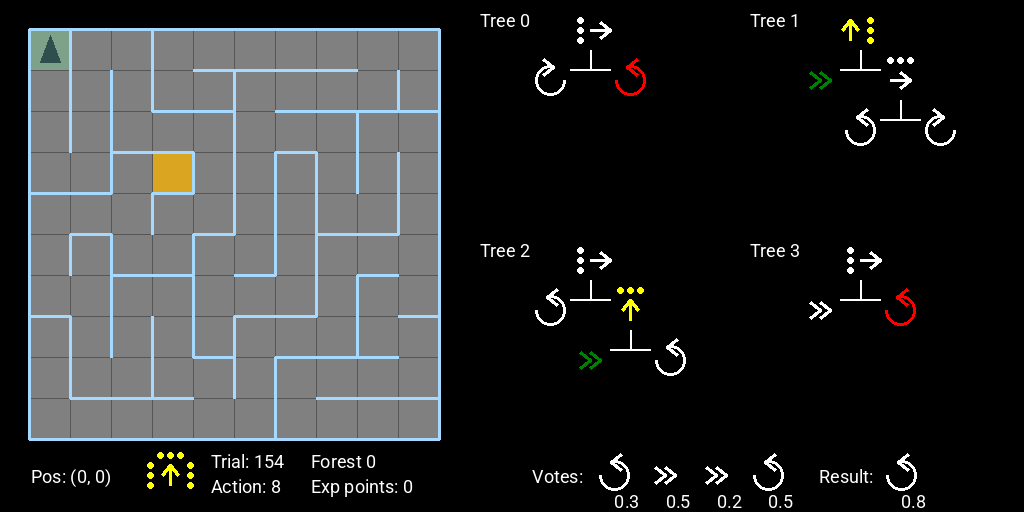 Tree 0
Tree 1
Tree 2
Tree 3
Pos: (0, 0)
Trial: 154
Forest 0
Action: 8
Exp points: 0
Votes:
0.3
0.5
0.2
0.5
Result:
0.8